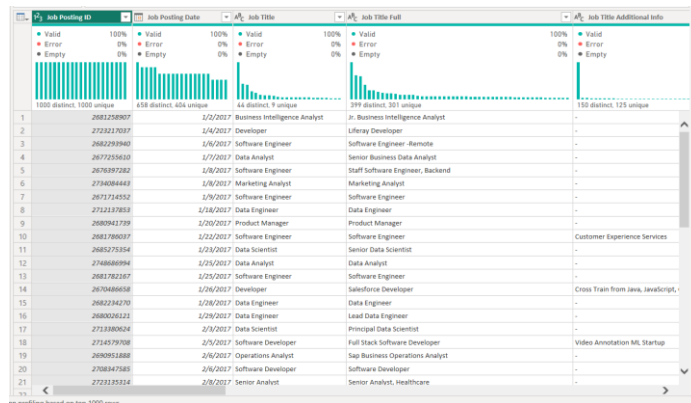 1²3 Job Posting ID Job Posting Date ABC Job Title ABC Job Title Full ABC Job Title Additional Info
Valid 100% Valid 100% Valid 100% Valid 100% Valid
Error 0% Error 0% Error 0% Error 0% Error
Empty 0% Empty 0% Empty 0% Empty 0% Empty
1000 distinct, 1000 unique 658 distinct, 404 unique 44 distinct, 9 unique 399 distinct, 301 unique 150 distinct, 125 unique
1 2681258907 1/2/2017 Business Intelligence Analyst Jr. Business Intelligence Analyst -
2 2723217037 1/4/2017 Developer Liferay Developer -
3 2682293940 1/6/2017 Software Engineer Software Engineer -Remote -
4 2677255610 1/7/2017 Data Analyst Senior Business Data Analyst -
5 2676397282 1/8/2017 Software Engineer Staff Software Engineer, Backend -
6 2734084443 1/8/2017 Marketing Analyst Marketing Analyst -
7 2671714552 1/9/2017 Software Engineer Software Engineer -
8 2712137853 1/18/2017 Data Engineer Data Engineer -
9 2680941739 1/20/2017 Product Manager Product Manager -
10 2681786037 1/22/2017 Software Engineer Software Engineer Customer Experience Services
11 2685275354 1/23/2017 Data Scientist Senior Data Scientist -
12 2748686994 1/25/2017 Data Analyst Data Analyst -
13 2681782167 1/25/2017 Software Engineer Software Engineer -
14 2670486658 1/26/2017 Developer Salesforce Developer Cross Train from Java, JavaScript,
15 2682234270 1/28/2017 Data Engineer Data Engineer -
16 2680026121 1/29/2017 Data Engineer Lead Data Engineer -
17 2713380624 2/3/2017 Data Scientist Principal Data Scientist -
18 2714579708 2/5/2017 Software Developer Full Stack Software Developer Video Annotation ML Startup
19 2690951888 2/6/2017 Operations Analyst Sap Business Operations Analyst -
20 2708347585 2/6/2017 Software Developer Software Developer -
21 2723135314 2/8/2017 Senior Analyst Senior Analyst, Healthcare -
profiling based on top 1000 rows